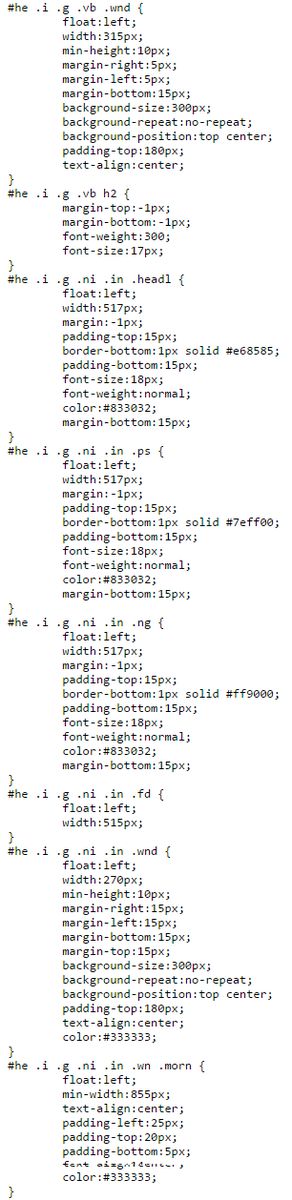 #he .i .g .vb .wnd {
float:left;
width:315px;
min-height:10px;
margin-right:5px;
margin-left:5px;
margin-bottom:15px;
background-size:300px;
background-repeat:no-repeat;
background-position:top center;
padding-top:180px;
text-align:center;
}
#he .i .g .vb h2 {
margin-top:-1px;
margin-bottom:-1px;
font-weight:300;
font-size:17px;
}
#he .i .g .ni .in .headl {
float:left;
width:517px;
margin:-1px;
padding-top:15px;
border-bottom:1px solid #e68585;
padding-bottom:15px;
font-size:18px;
font-weight:normal;
color:#833032;
margin-bottom:15px;
}
#he .i .g .ni .in .ps {
float:left;
width:517px;
margin:-1px;
padding-top:15px;
border-bottom:1px solid #7eff00;
padding-bottom:15px;
font-size:18px;
font-weight:normal;
color:#833032;
margin-bottom:15px;
}
#he .i .g .ni .in .ng {
float:left;
width:517px;
margin:-1px;
padding-top:15px;
border-bottom:1px solid #ff9000;
padding-bottom:15px;
font-size:18px;
font-weight:normal;
color:#833032;
margin-bottom:15px;
}
#he .i .g .ni .in .fd {
float:left;
width:515px;
}
#he .i .g .ni .in .wnd {
float:left;
width:270px;
min-height:10px;
margin-right:15px;
margin-left:15px;
margin-bottom:15px;
margin-top:15px;
background-size:300px;
background-repeat:no-repeat;
background-position:top center;
padding-top:180px;
text-align:center;
color:#333333;
}
#he .i .g .ni .in .wn .morn {
float:left;
min-width:855px;
text-align:center;
padding-left:25px;
padding-top:20px;
padding-bottom:5px;
color:#333333;
}